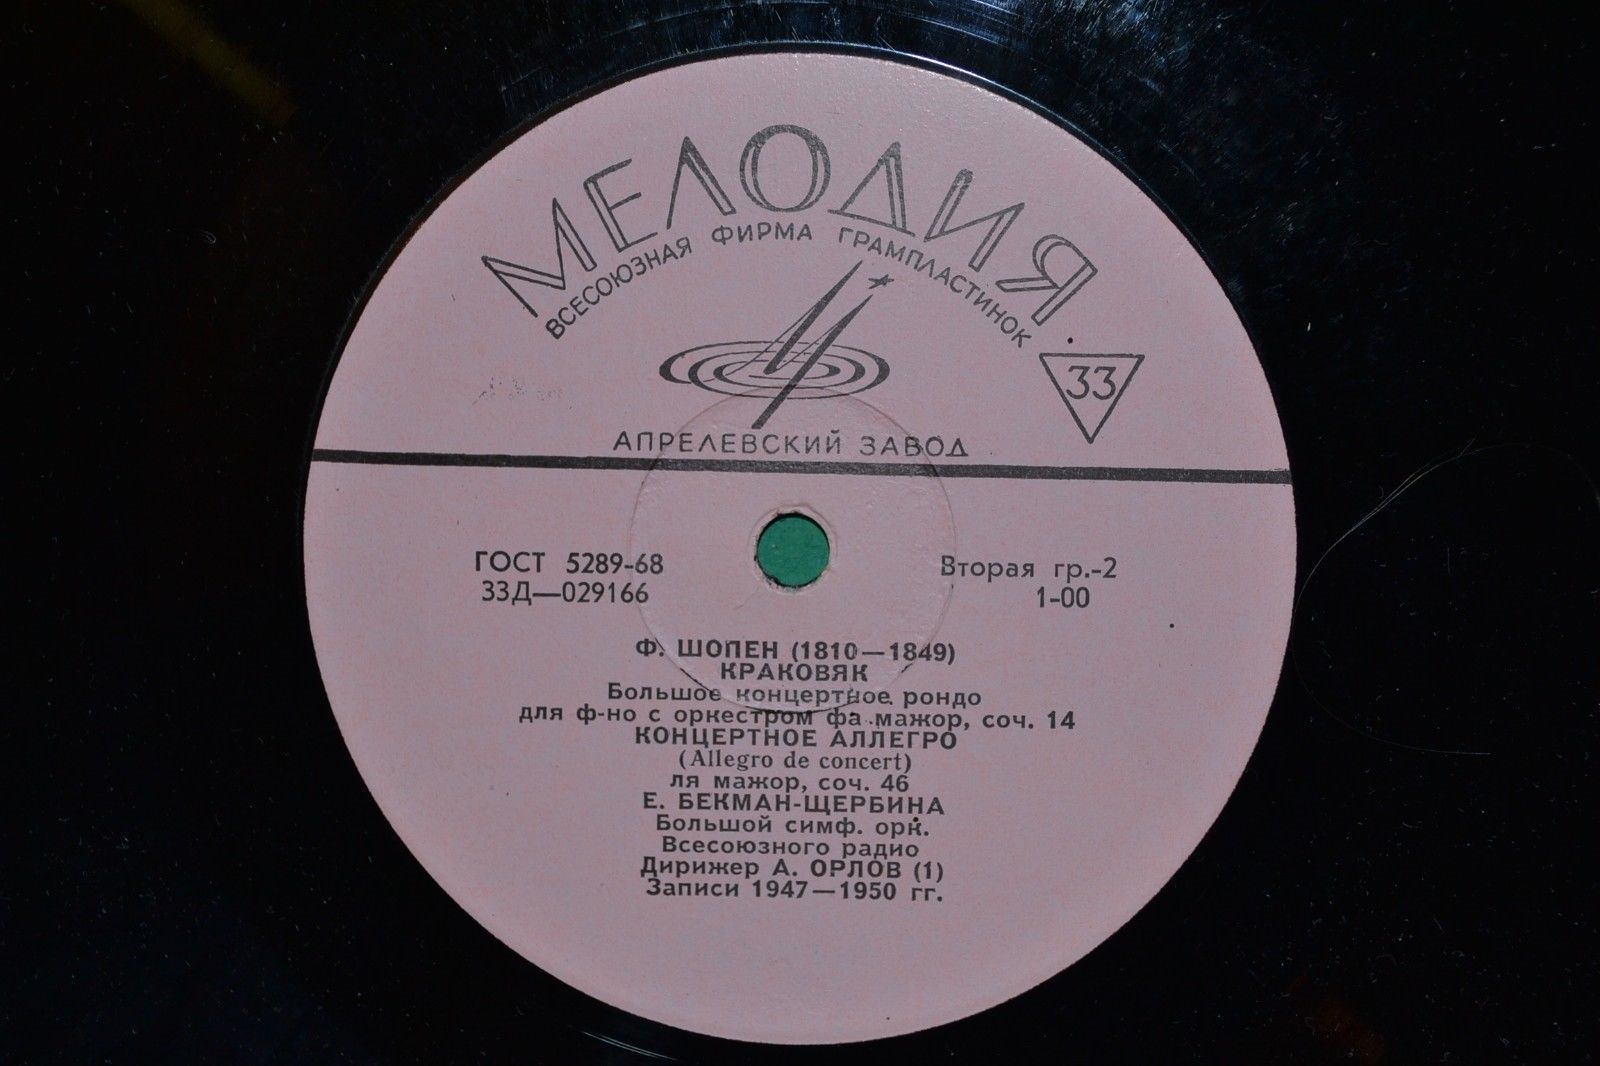 МЕЛОДИЯ
ВСЕСОЮЗНАЯ ФИРМА ГРАМПЛАСТИНОК
33
АПРЕЛЕВСКИЙ ЗАВОД
ГОСТ 5289-68
33Д—029166
Вторая гр.-2
1-00
Ф. ШОПЕН (1810—1849)
КРАКОВЯК
Большое концертное рондо
для ф-но с оркестром фа мажор, соч. 14
КОНЦЕРТНОЕ АЛЛЕГРО
(Allegro de concert)
ля мажор, соч. 46
Е. БЕКМАН-ЩЕРБИНА
Большой симф. орк.
Всесоюзного радио
Дирижер А. ОРЛОВ (1)
Записи 1947—1950 гг.